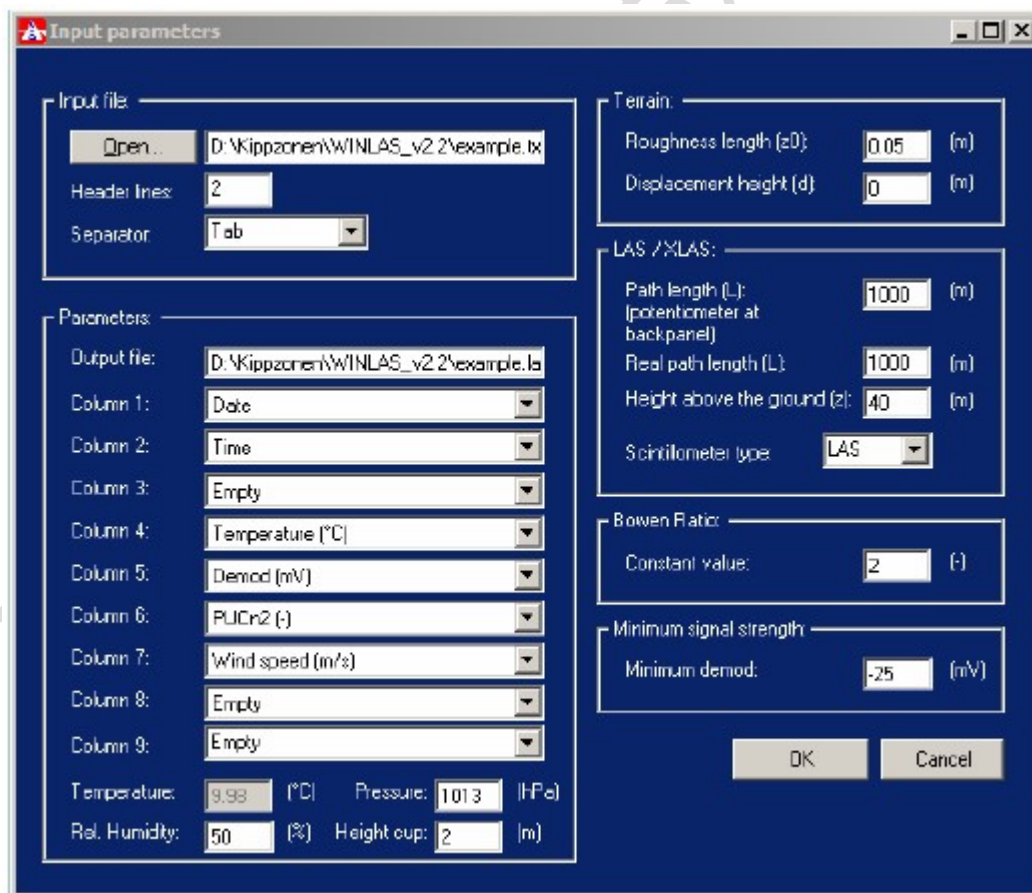 Input parameters
Input file:
Open...
D:\Kippzonen\WINLAS_v2.2\example.tx
Header lines:
2
Separator:
Tab
Parameters:
Output file:
D:\Kippzonen\WINLAS_v2.2\example.la
Column 1:
Date
Column 2:
Time
Column 3:
Empty
Column 4:
Temperature (°C)
Column 5:
Demod (mV)
Column 6:
PUCn2 (-)
Column 7:
Wind speed (m/s)
Column 8:
Empty
Column 9:
Empty
Temperature: 9.98 (°C) Pressure: 1013 (hPa)
Rel. Humidity: 50 (%) Height cup: 2 (m)
Terrain:
Roughness length (z0): 0.05 (m)
Displacement height (d): 0 (m)
LAS / XLAS:
Path length (L): 1000 (m)
(potentiometer at
backpanel)
Real path length (L): 1000 (m)
Height above the ground (z): 40 (m)
Scintillometer type: LAS
Bowen Ratio:
Constant value: 2 (-)
Minimum signal strength:
Minimum demod: -25 (mV)
OK
Cancel